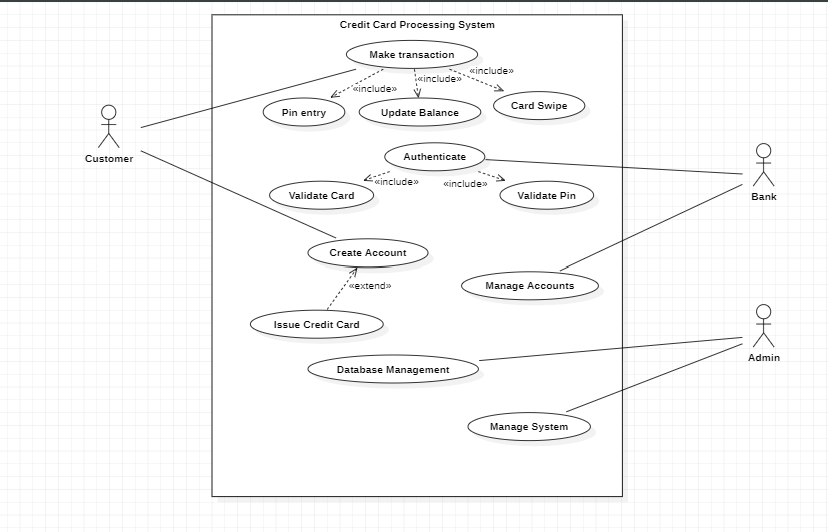 Credit Card Processing System
Make transaction
«include»
«include»
«include»
Pin entry
Update Balance
Card Swipe
Customer
Authenticate
«include»
«include»
Validate Card
Validate Pin
Bank
Create Account
«extend»
Manage Accounts
Issue Credit Card
Admin
Database Management
Manage System